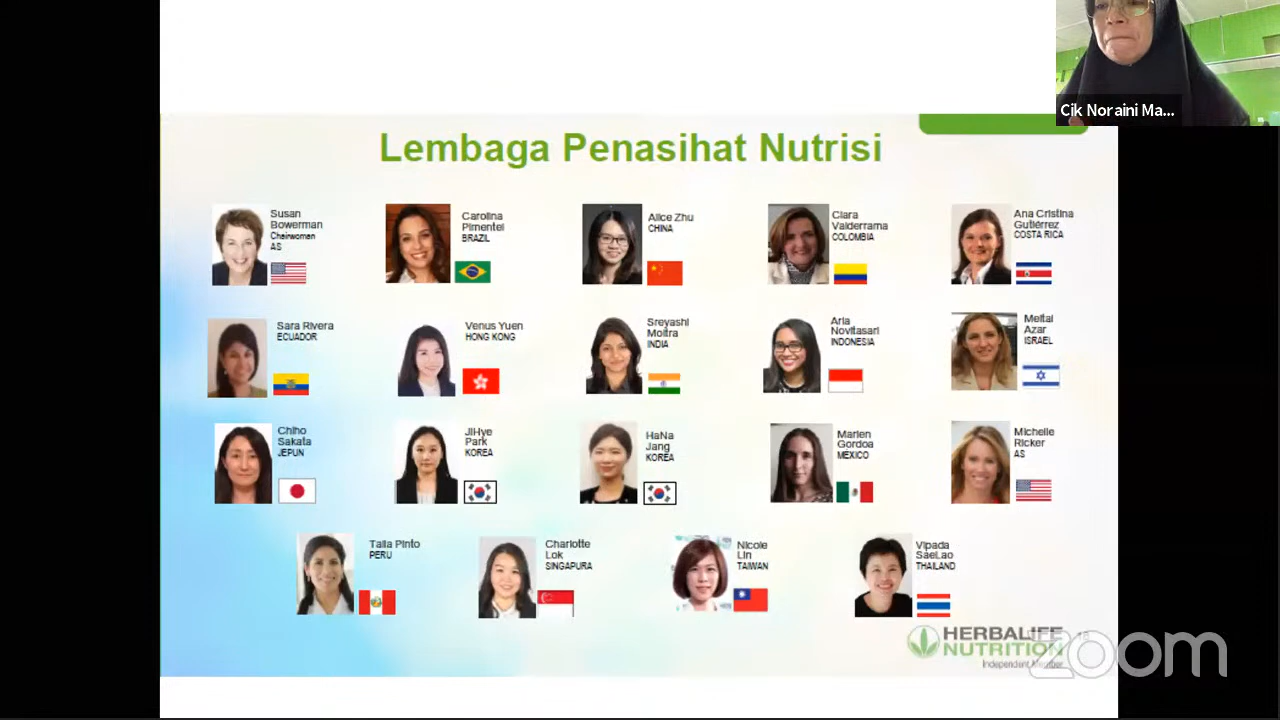 Cik Noraini Ma...
Lembaga Penasihat Nutrisi
Susan
Bowerman
Chairwoman
AS
Carolina
Pimentel
BRAZIL
Alice Zhu
CHINA
Clara
Valderrama
COLOMBIA
Ana Cristina
Gutiérrez
COSTA RICA
Sara Rivera
ECUADOR
Venus Yuen
HONG KONG
Sreyashi
Moitra
INDIA
Aria
Novitasari
INDONESIA
Meital
Azar
ISRAEL
Chiho
Sakata
JEPUN
JiHye
Park
KOREA
HaNa
Jang
KOREA
Marien
Gordoa
MEXICO
Michelle
Ricker
AS
Talia Pinto
PERU
Charlotte
Lok
SINGAPURA
Nicole
Lin
TAIWAN
Vipada
SaeLao
THAILAND
HERBALIFE
NUTRITION
Independent Member
zoom